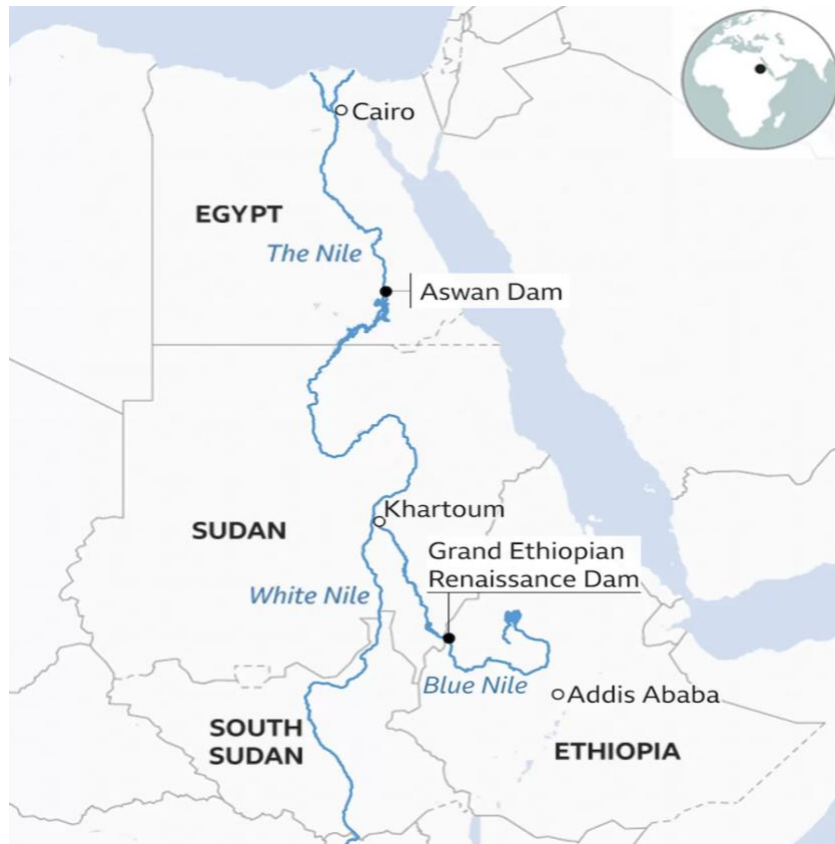 Cairo
EGYPT
The Nile
Aswan Dam
Khartoum
SUDAN
Grand Ethiopian
Renaissance Dam
White Nile
Blue Nile
Addis Ababa
SOUTH
SUDAN
ETHIOPIA